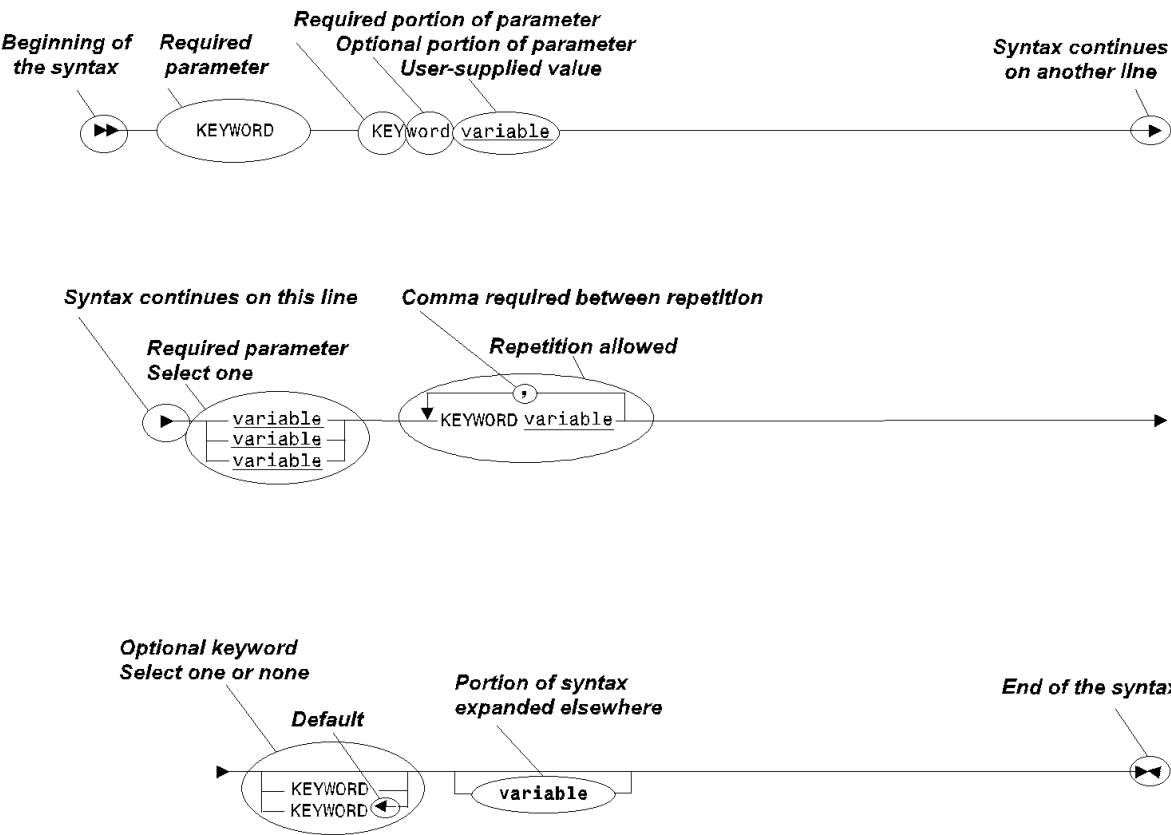 Required portion of parameter
Beginning of the syntax
Required parameter
Optional portion of parameter
User-supplied value
Syntax continues on another line
KEYWORD
KEYword variable
Syntax continues on this line
Comma required between repetition
Required parameter
Select one
Repetition allowed
,
variable
variable
variable
KEYWORD variable
Optional keyword
Select one or none
Default
Portion of syntax
expanded elsewhere
End of the syntax
KEYWORD
KEYWORD
variable